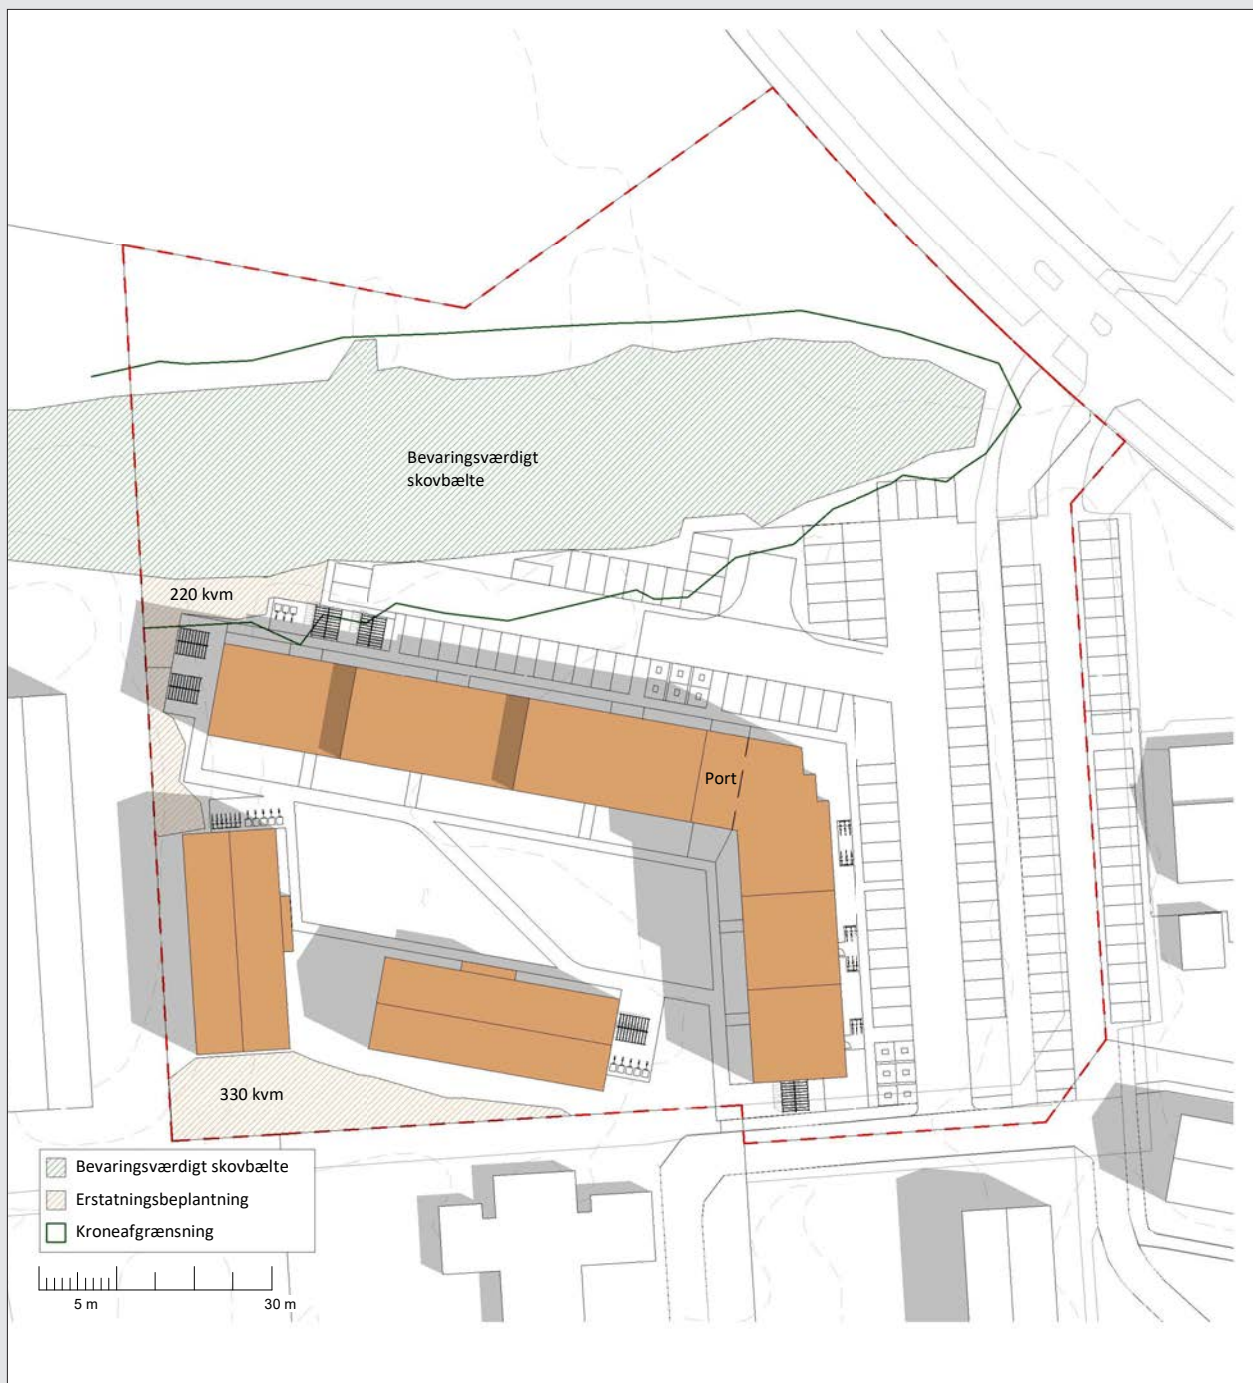 Bevaringsværdigt
skovbælte
220 kvm
Port
330 kvm
Bevaringsværdigt skovbælte
Erstatningsbeplantning
Kroneafgrænsning
5 m
30 m